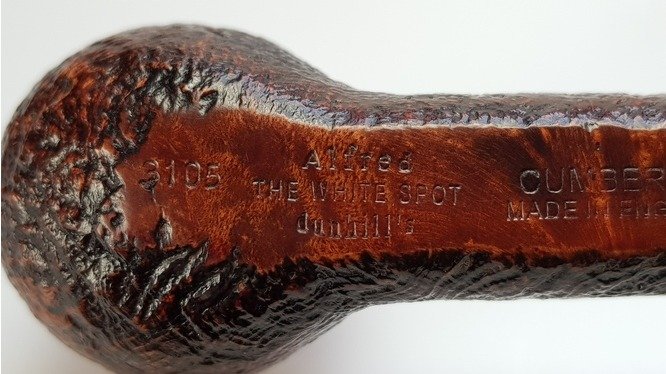 3105
Alfred
THE WHITE SPOT
dunhill's
CUMBER
MADE IN ENG